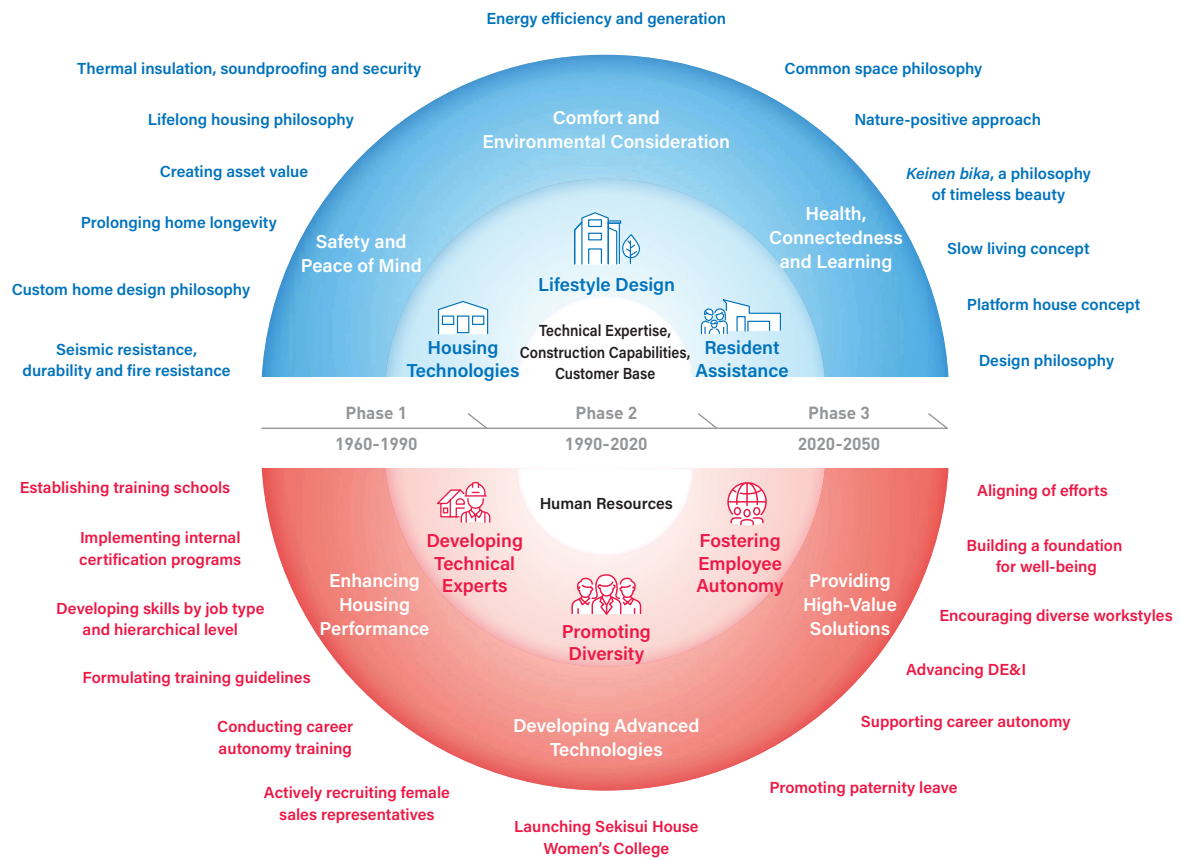 Energy efficiency and generation
Thermal insulation, soundproofing and security
Lifelong housing philosophy
Creating asset value
Prolonging home longevity
Custom home design philosophy
Seismic resistance,
durability and fire resistance
Common space philosophy
Nature-positive approach
Keinen bika, a philosophy
of timeless beauty
Slow living concept
Platform house concept
Design philosophy
Comfort and
Environmental Consideration
Safety and
Peace of Mind
Health,
Connectedness
and Learning
Lifestyle Design
Housing
Technologies
Resident
Assistance
Technical Expertise,
Construction Capabilities,
Customer Base
Phase 1
Phase 2
Phase 3
1960-1990
1990-2020
2020-2050
Human Resources
Developing
Technical
Experts
Promoting
Diversity
Fostering
Employee
Autonomy
Enhancing
Housing
Performance
Developing Advanced
Technologies
Providing
High-Value
Solutions
Establishing training schools
Implementing internal
certification programs
Developing skills by job type
and hierarchical level
Formulating training guidelines
Conducting career
autonomy training
Actively recruiting female
sales representatives
Launching Sekisui House
Women's College
Aligning of efforts
Building a foundation
for well-being
Encouraging diverse workstyles
Advancing DE&I
Supporting career autonomy
Promoting paternity leave